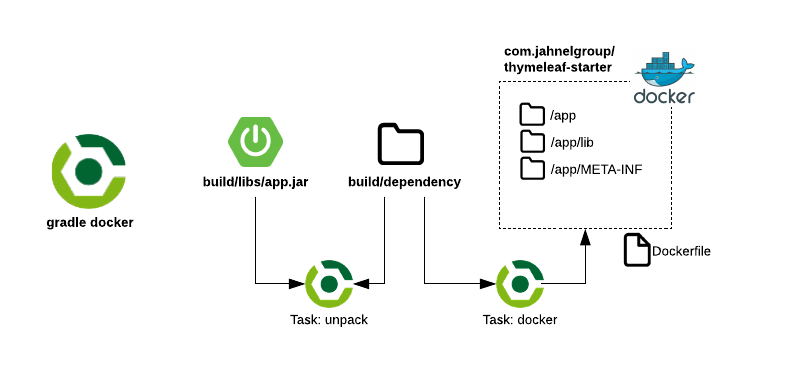 com.jahnelgroup/
thymeleaf-starter
docker
/app
/app/lib
/app/META-INF
build/libs/app.jar
build/dependency
gradle docker
Dockerfile
Task: unpack
Task: docker